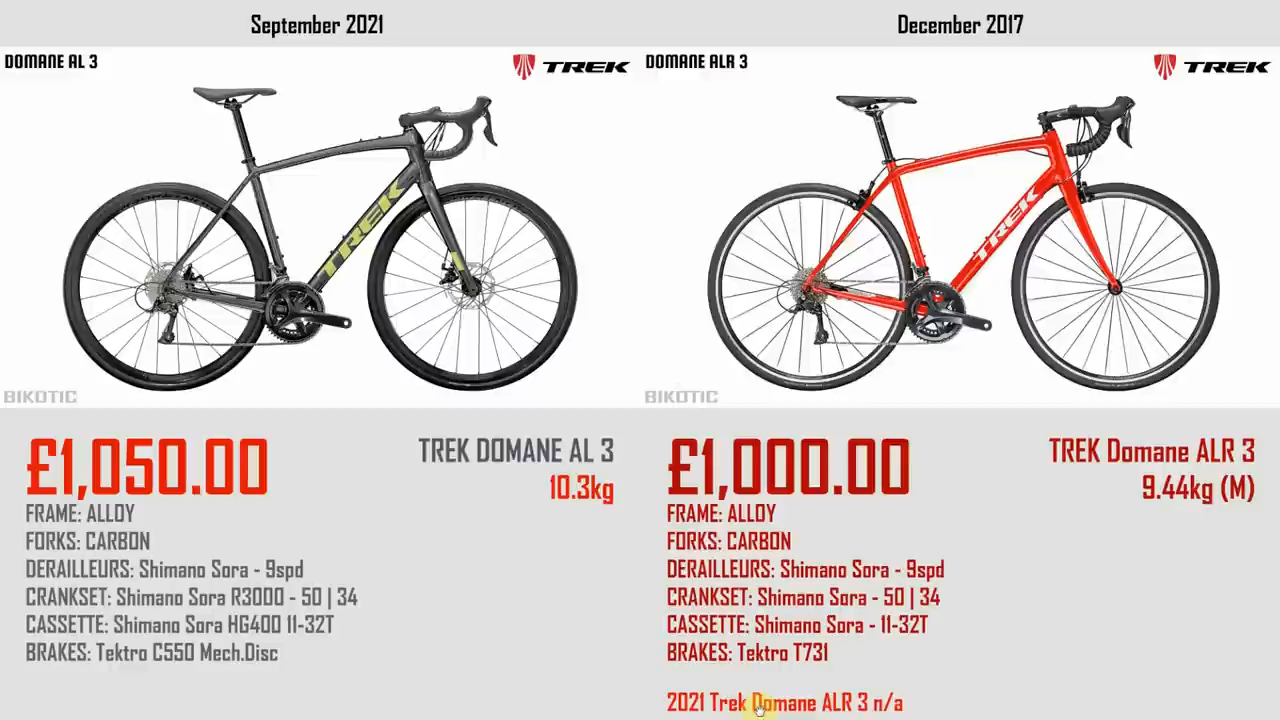 September 2021
DOMANE AL 3
TREK
TREK
BIKOTIC
£1,050.00
TREK DOMANE AL 3
10.3kg
FRAME: ALLOY
FORKS: CARBON
DERAILLEURS: Shimano Sora - 9spd
CRANKSET: Shimano Sora R3000 - 50 | 34
CASSETTE: Shimano Sora HG400 11-32T
BRAKES: Tektro C550 Mech.Disc
December 2017
DOMANE ALR 3
TREK
TREK
BIKOTIC
£1,000.00
TREK Domane ALR 3
9.44kg (M)
FRAME: ALLOY
FORKS: CARBON
DERAILLEURS: Shimano Sora - 9spd
CRANKSET: Shimano Sora - 50 | 34
CASSETTE: Shimano Sora - 11-32T
BRAKES: Tektro T731
2021 Trek Domane ALR 3 n/a